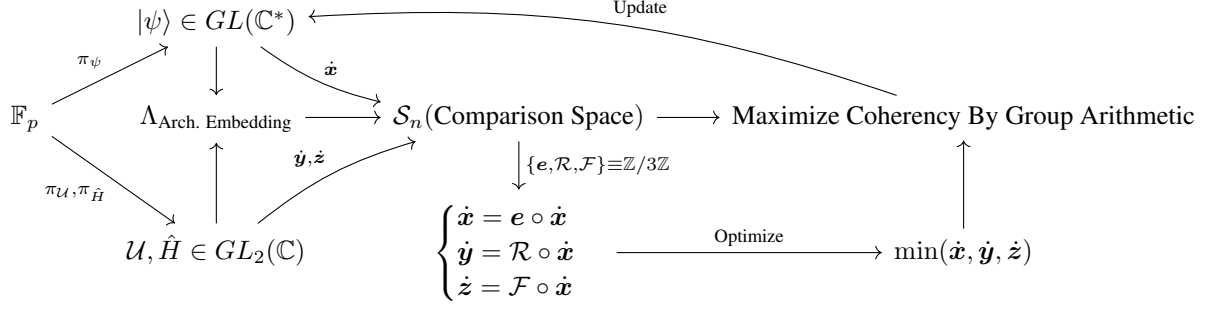 Update
|ψ⟩ ∈ GL(ℂ*)
π_ψ
ẋ
𝔽_p
Λ_Arch. Embedding
𝒮_n(Comparison Space)
Maximize Coherency By Group Arithmetic
ẏ,ż
{e,ℛ,ℱ}≡ℤ/3ℤ
π_𝒰,π_Ĥ
𝒰, Ĥ ∈ GL₂(ℂ)
ẋ = e ∘ ẋ
ẏ = ℛ ∘ ẋ
ż = ℱ ∘ ẋ
Optimize
min(ẋ, ẏ, ż)